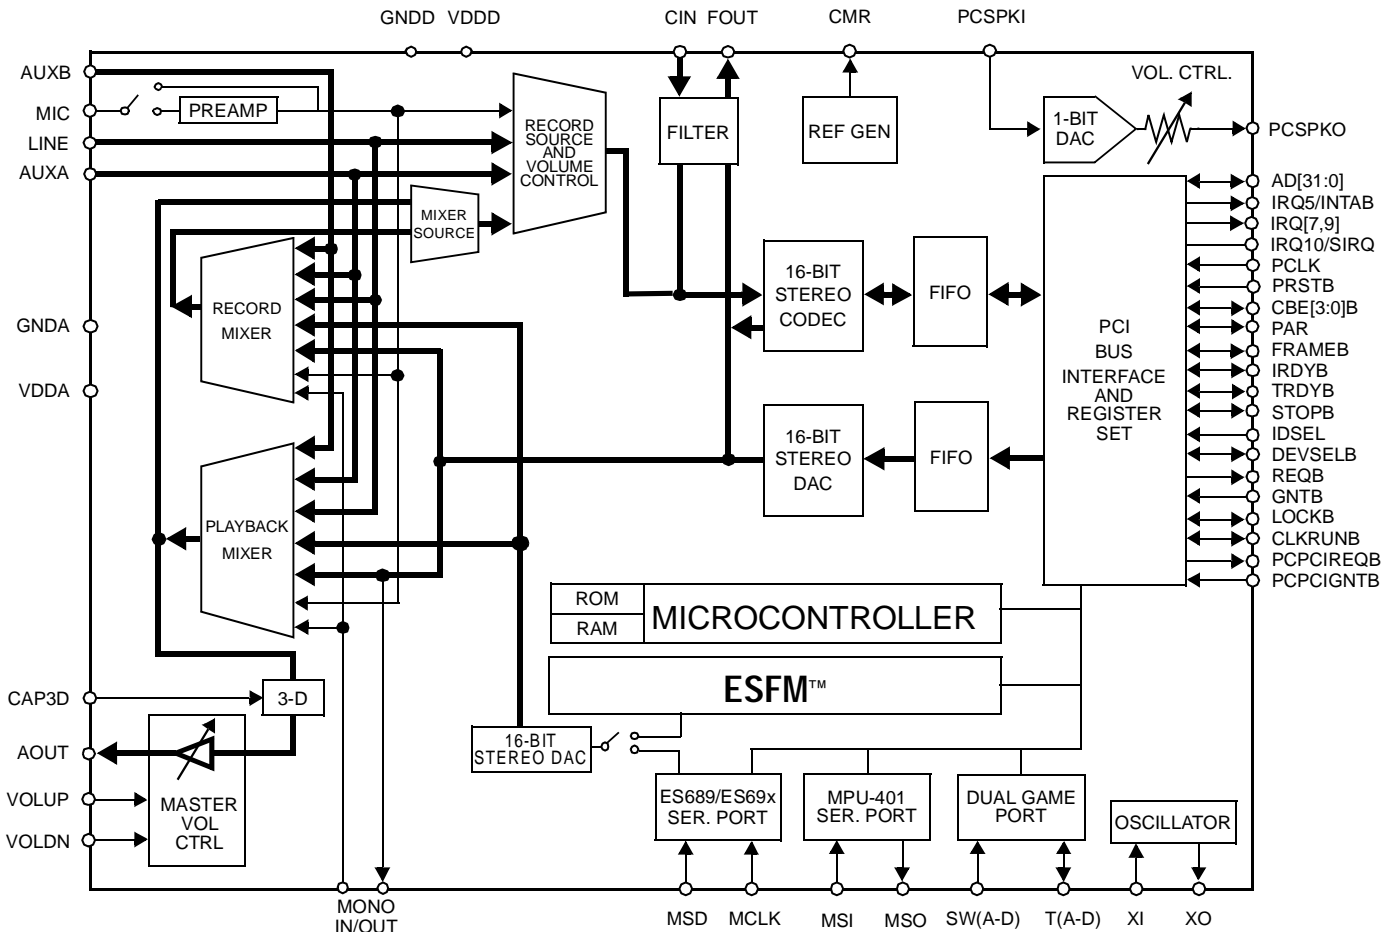 GNDD VDDD CIN FOUT CMR PCSPKI
AUXB
MIC
LINE
AUXA
GNDA
VDDA
CAP3D
AOUT
VOLUP
VOLDN
PREAMP
RECORD
SOURCE
AND
VOLUME
CONTROL
MIXER
SOURCE
RECORD
MIXER
PLAYBACK
MIXER
3-D
MASTER
VOL
CTRL
FILTER
REF GEN
VOL. CTRL.
1-BIT
DAC
16-BIT
STEREO
CODEC
FIFO
16-BIT
STEREO
DAC
FIFO
PCI
BUS
INTERFACE
AND
REGISTER
SET
ROM
RAM
MICROCONTROLLER
ESFM™
16-BIT
STEREO DAC
ES689/ES69x
SER. PORT
MPU-401
SER. PORT
DUAL GAME
PORT
OSCILLATOR
PCSPKO
AD[31:0]
IRQ5/INTAB
IRQ[7,9]
IRQ10/SIRQ
PCLK
PRSTB
CBE[3:0]B
PAR
FRAMEB
IRDYB
TRDYB
STOPB
IDSEL
DEVSELB
REQB
GNTB
LOCKB
CLKRUNB
PCPCIREQB
PCPCIGNTB
MONO
IN/OUT
MSD MCLK MSI MSO SW(A-D) T(A-D) XI XO